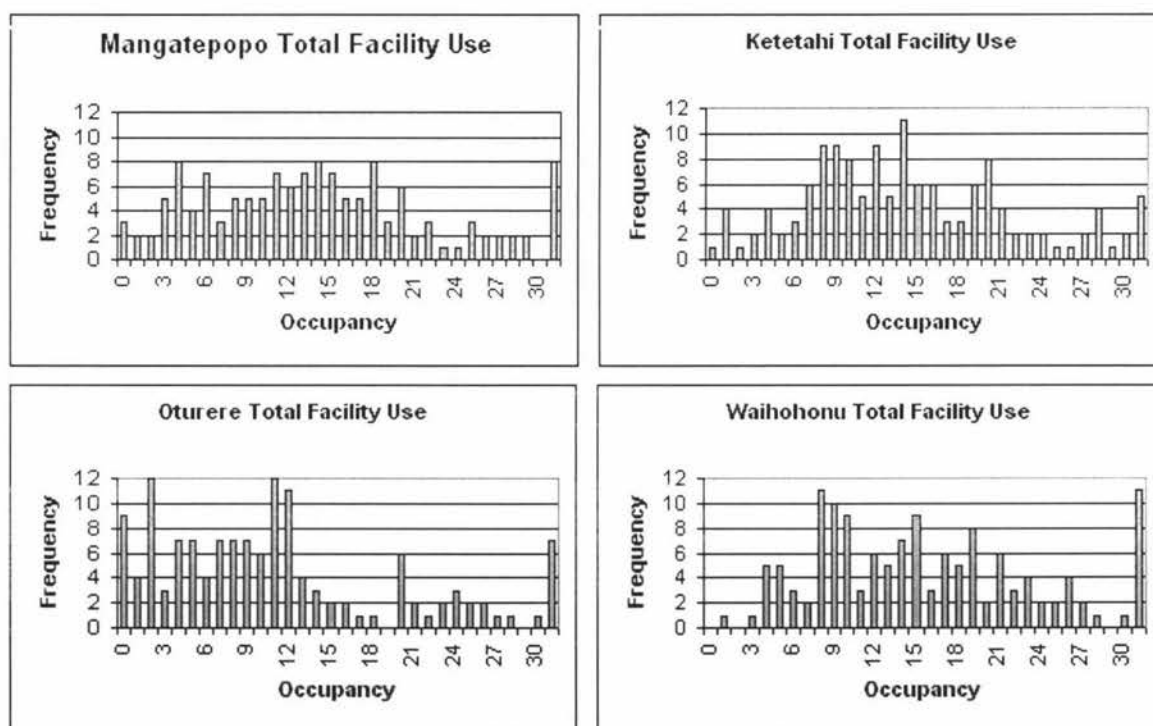 Mangatepopo Total Facility Use
Frequency
12
10
8
6
4
2
0
0 3 6 9 12 15 18 21 24 27 30
Occupancy
Ketetahi Total Facility Use
Frequency
12
10
8
6
4
2
0
0 3 6 9 12 15 18 21 24 27 30
Occupancy
Oturere Total Facility Use
Frequency
12
10
8
6
4
2
0
0 3 6 9 12 15 18 21 24 27 30
Occupancy
Waihohonu Total Facility Use
Frequency
12
10
8
6
4
2
0
0 3 6 9 12 15 18 21 24 27 30
Occupancy